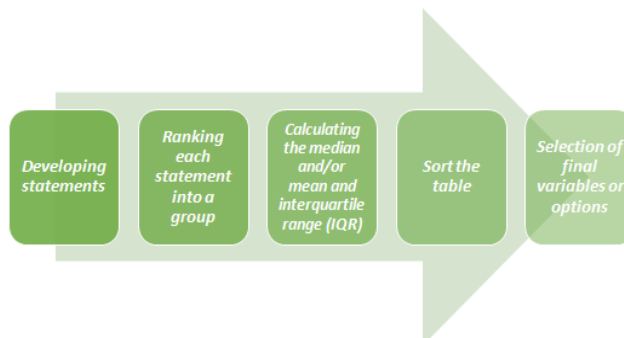 Developing
statements
Ranking
each
statement
into a
group
Calculating
the median
and/or
mean and
interquartile
range (IQR)
Sort the
table
Selection of
final
variables or
options